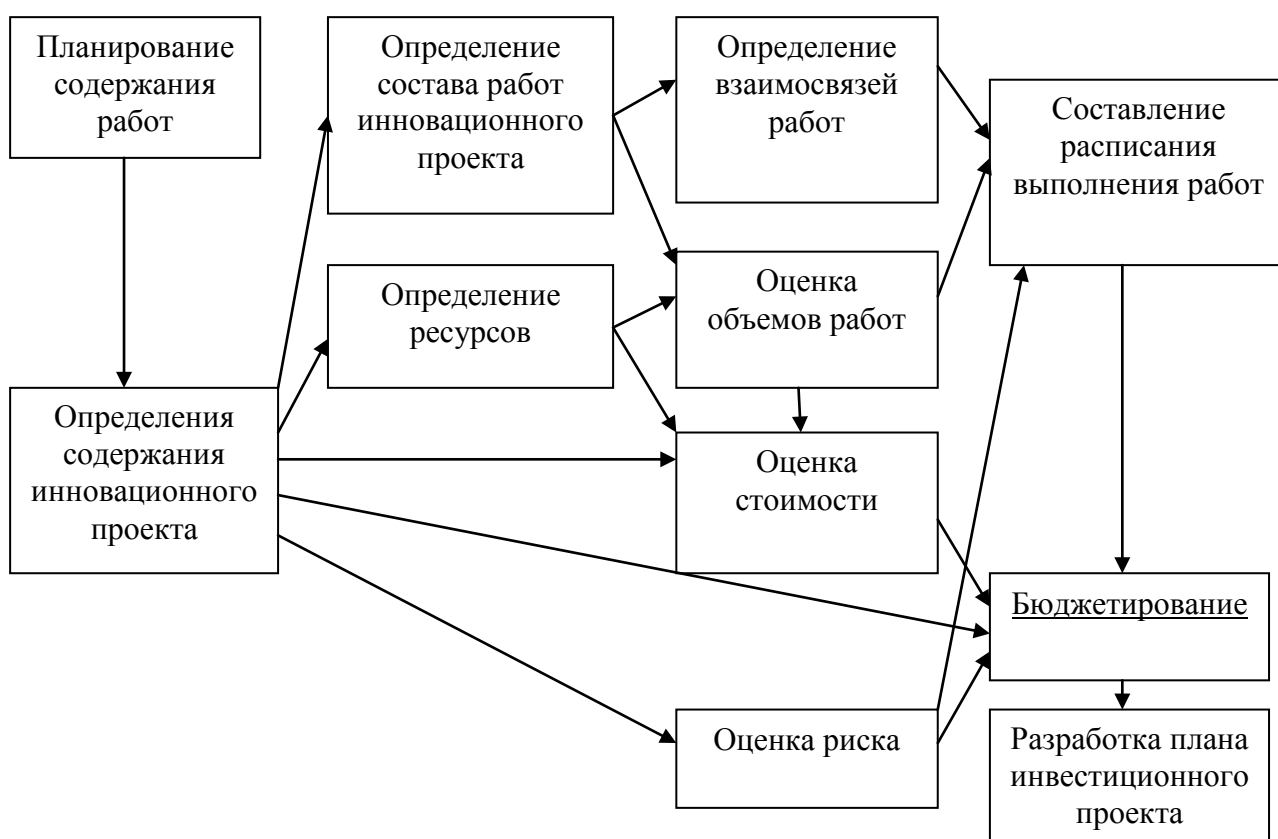 Планирование
содержания
работ
Определение
состава работ
инновационного
проекта
Определение
взаимосвязей
работ
Составление
расписания
выполнения работ
Определение
ресурсов
Оценка
объемов работ
Определения
содержания
инновационного
проекта
Оценка
стоимости
Бюджетирование
Оценка риска
Разработка плана
инвестиционного
проекта